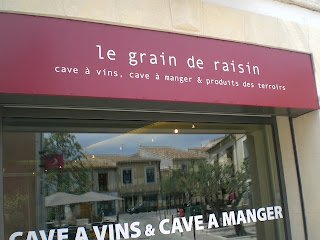 le grain de raisin
cave à vins, cave à manger & produits des terroirs
CAVE A VINS & CAVE A MANGER